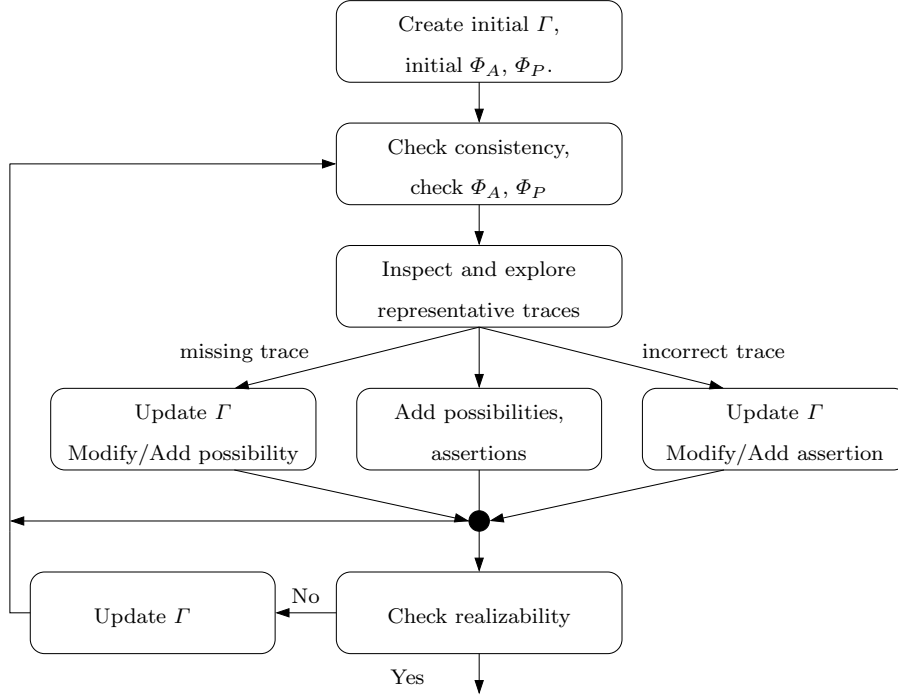 Create initial Γ,
initial Φ_A, Φ_P.
Check consistency,
check Φ_A, Φ_P
Inspect and explore
representative traces
missing trace
incorrect trace
Update Γ
Modify/Add possibility
Add possibilities,
assertions
Update Γ
Modify/Add assertion
Update Γ
No
Check realizability
Yes